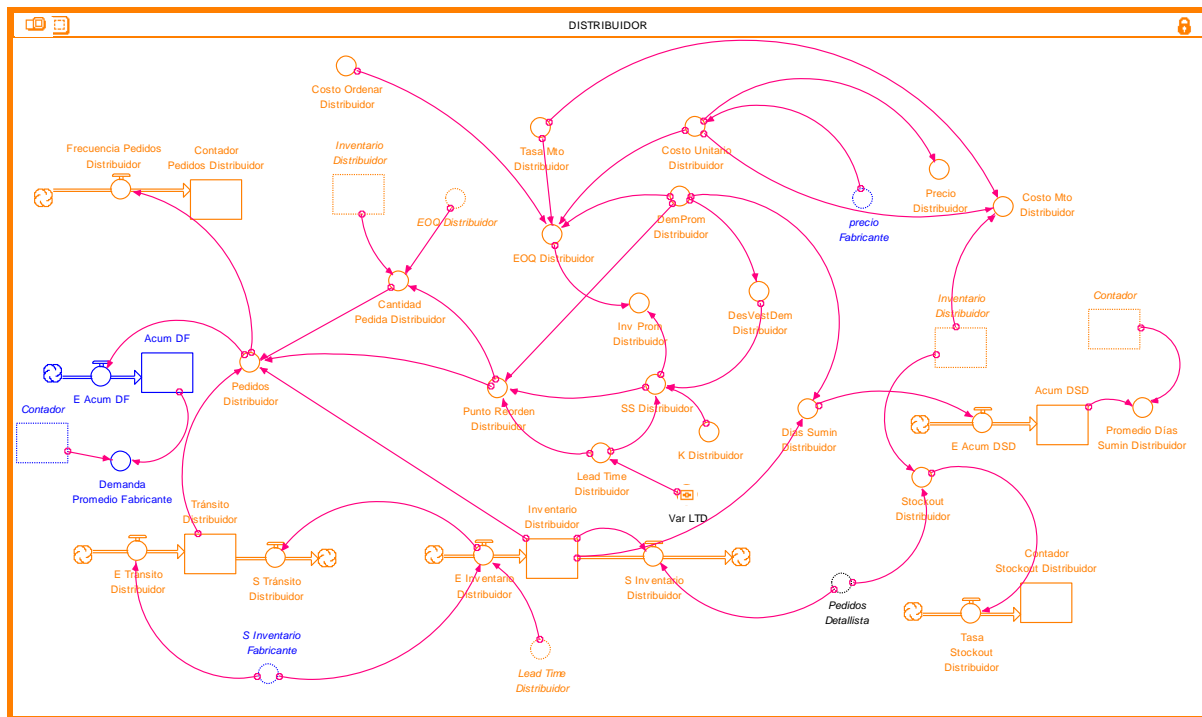 DISTRIBUIDOR
Costo Ordenar
Distribuidor
Frecuencia Pedidos
Distribuidor
Contador
Pedidos Distribuidor
Inventario
Distribuidor
EOQ Distribuidor
Tasa Mto
Distribuidor
Costo Unitario
Distribuidor
Precio
Distribuidor
precio
Fabricante
Costo Mto
Distribuidor
DemProm
Distribuidor
EOQ Distribuidor
Cantidad
Pedida Distribuidor
Inv Prom
Distribuidor
DesVestDem
Distribuidor
Inventario
Distribuidor
Contador
Acum DF
E Acum DF
Pedidos
Distribuidor
Contador
Demanda
Promedio Fabricante
Punto Reorden
Distribuidor
SS Distribuidor
K Distribuidor
Dias Sumin
Distribuidor
Acum DSD
E Acum DSD
Promedio Días
Sumin Distribuidor
Lead Time
Distribuidor
Var LTD
Stockout
Distribuidor
Tránsito
Distribuidor
E Tránsito
Distribuidor
S Tránsito
Distribuidor
Inventario
Distribuidor
E Inventario
Distribuidor
S Inventario
Distribuidor
Pedidos
Detallista
Contador
Stockout Distribuidor
Tasa
Stockout
Distribuidor
S Inventario
Fabricante
Lead Time
Distribuidor